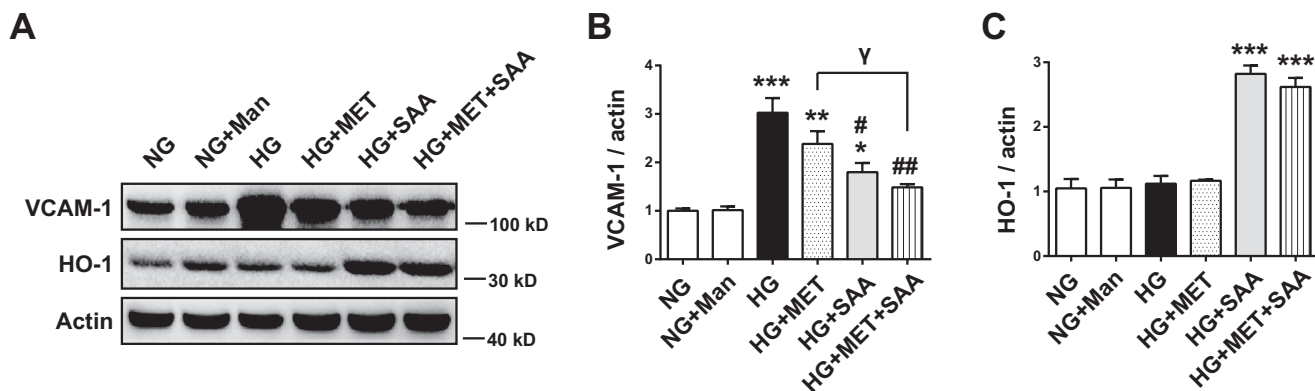 A
NG
NG+Man
HG
HG+MET
HG+SAA
HG+MET+SAA
VCAM-1
100 kD
HO-1
30 kD
Actin
40 kD
B
VCAM-1 / actin
5
4
3
2
1
0
***
**
#
*
##
γ
NG
NG+Man
HG
HG+MET
HG+SAA
HG+MET+SAA
C
HO-1 / actin
3
2
1
0
***
***
NG
NG+Man
HG
HG+MET
HG+SAA
HG+MET+SAA